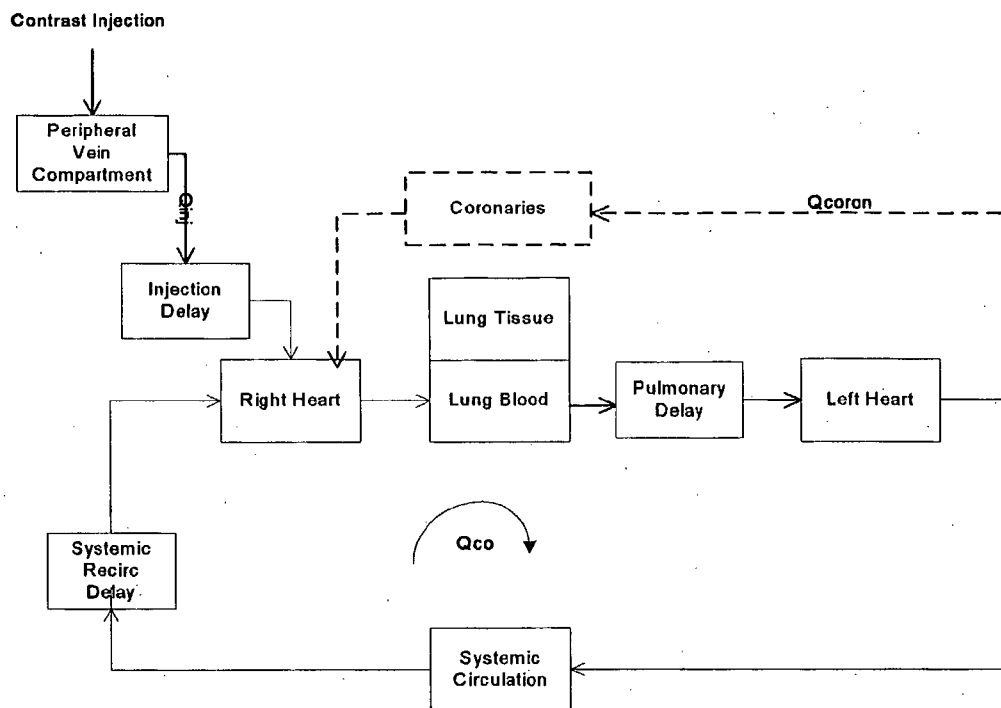 Contrast Injection
Peripheral
Vein
Compartment
Qinj
Coronaries
Qcoron
Injection
Delay
Lung Tissue
Right Heart
Lung Blood
Pulmonary
Delay
Left Heart
Qco
Systemic
Recirc
Delay
Systemic
Circulation